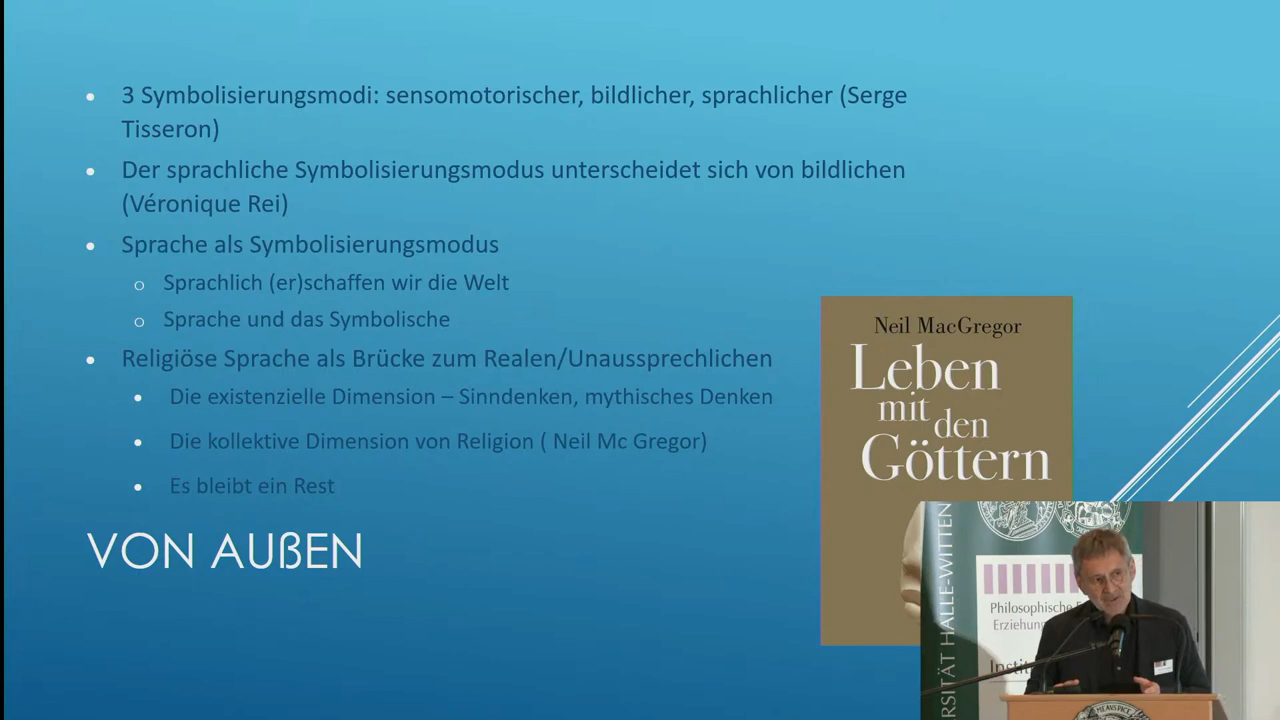 3 Symbolisierungsmodi: sensomotorischer, bildlicher, sprachlicher (Serge
Tisseron)
Der sprachliche Symbolisierungsmodus unterscheidet sich von bildlichen
(Véronique Rei)
Sprache als Symbolisierungsmodus
Sprachlich (er)schaffen wir die Welt
Sprache und das Symbolische
Religiöse Sprache als Brücke zum Realen/Unaussprechlichen
Die existenzielle Dimension – Sinndenken, mythisches Denken
Die kollektive Dimension von Religion ( Neil Mc Gregor)
Es bleibt ein Rest
VON AUßEN
Neil MacGregor
Leben
mit den
Göttern
RSITÄT HALLE-WITTEN
Philosophische
Erziehung
Instit